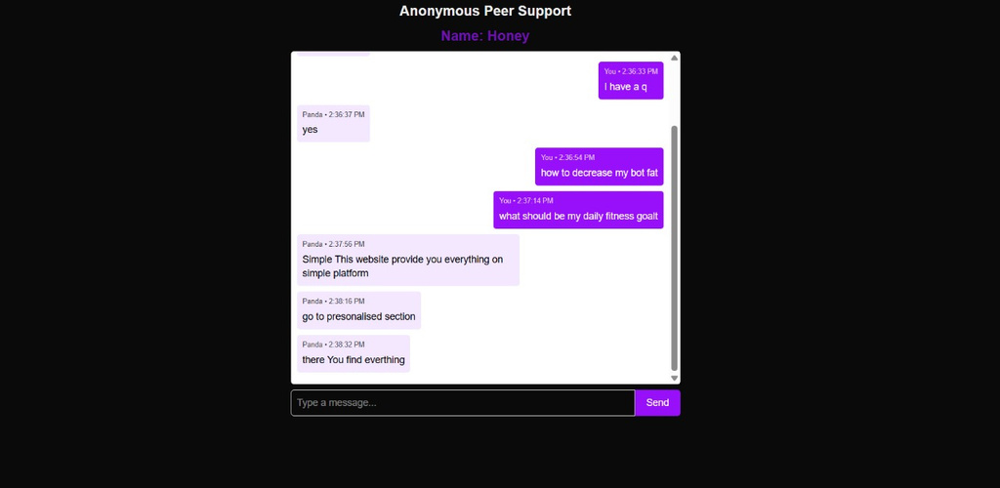 Anonymous Peer Support
Name: Honey
You • 2:36:33 PM
I have a q
Panda • 2:36:37 PM
yes
You • 2:36:54 PM
how to decrease my bot fat
You • 2:37:14 PM
what should be my daily fitness goalt
Panda • 2:37:56 PM
Simple This website provide you everything on
simple platform
Panda • 2:38:16 PM
go to presonalised section
Panda • 2:38:32 PM
there You find everthing
Type a message...
Send